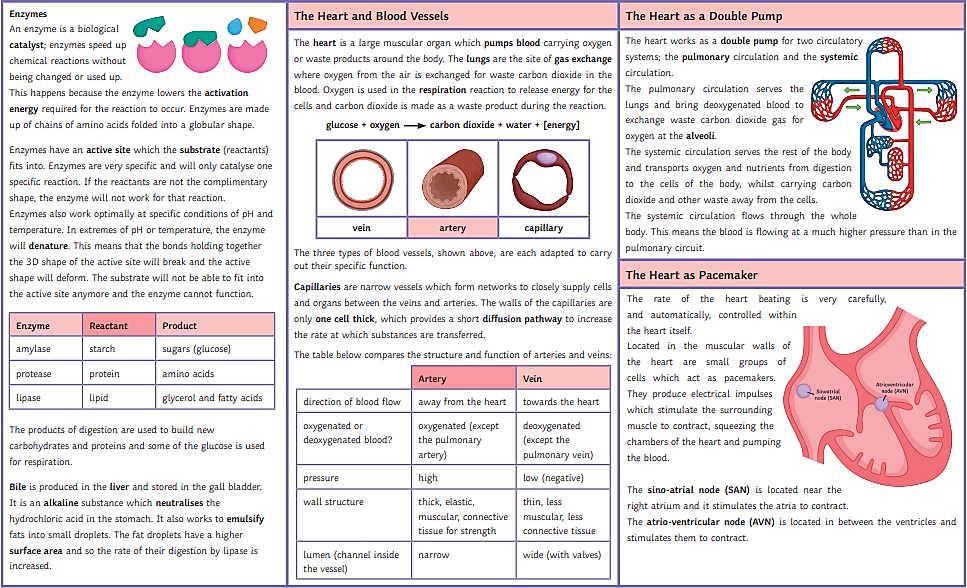 Enzymes
An enzyme is a biological
catalyst; enzymes speed up
chemical reactions without
being changed or used up.
This happens because the enzyme lowers the activation
energy required for the reaction to occur. Enzymes are made
up of chains of amino acids folded into a globular shape.
Enzymes have an active site which the substrate (reactants)
fits into. Enzymes are very specific and will only catalyse one
specific reaction. If the reactants are not the complimentary
shape, the enzyme will not work for that reaction.
Enzymes also work optimally at specific conditions of pH and
temperature. In extremes of pH or temperature, the enzyme
will denature. This means that the bonds holding together
the 3D shape of the active site will break and the active
shape will deform. The substrate will not be able to fit into
the active site anymore and the enzyme cannot function.
Enzyme Reactant Product
amylase starch sugars (glucose)
protease protein amino acids
lipase lipid glycerol and fatty acids
The products of digestion are used to build new
carbohydrates and proteins and some of the glucose is used
for respiration.
Bile is produced in the liver and stored in the gall bladder.
It is an alkaline substance which neutralises the
hydrochloric acid in the stomach. It also works to emulsify
fats into small droplets. The fat droplets have a higher
surface area and so the rate of their digestion by lipase is
increased.
The Heart and Blood Vessels
The heart is a large muscular organ which pumps blood carrying oxygen
or waste products around the body. The lungs are the site of gas exchange
where oxygen from the air is exchanged for waste carbon dioxide in the
blood. Oxygen is used in the respiration reaction to release energy for the
cells and carbon dioxide is made as a waste product during the reaction.
glucose + oxygen ⟶ carbon dioxide + water + [energy]
vein artery capillary
The three types of blood vessels, shown above, are each adapted to carry
out their specific function.
Capillaries are narrow vessels which form networks to closely supply cells
and organs between the veins and arteries. The walls of the capillaries are
only one cell thick, which provides a short diffusion pathway to increase
the rate at which substances are transferred.
The table below compares the structure and function of arteries and veins:
Artery Vein
direction of blood flow away from the heart towards the heart
oxygenated or oxygenated (except deoxygenated
deoxygenated blood? the pulmonary (except the
artery) pulmonary vein)
pressure high low (negative)
wall structure thick, elastic, thin, less
muscular, connective muscular, less
tissue for strength connective tissue
lumen (channel inside narrow wide (with valves)
the vessel)
The Heart as a Double Pump
The heart works as a double pump for two circulatory
systems; the pulmonary circulation and the systemic
circulation.
The pulmonary circulation serves the
lungs and bring deoxygenated blood to
exchange waste carbon dioxide gas for
oxygen at the alveoli.
The systemic circulation serves the rest of the body
and transports oxygen and nutrients from digestion
to the cells of the body, whilst carrying carbon
dioxide and other waste away from the cells.
The systemic circulation flows through the whole
body. This means the blood is flowing at a much higher pressure than in the
pulmonary circuit.
The Heart as Pacemaker
The rate of the heart beating is very carefully,
and automatically, controlled within
the heart itself.
Located in the muscular walls of
the heart are small groups of
cells which act as pacemakers.
They produce electrical impulses
which stimulate the surrounding
muscle to contract, squeezing the
chambers of the heart and pumping
the blood.
Sinoatrial
node (SAN)
Atrioventricular
node (AVN)
The sino-atrial node (SAN) is located near the
right atrium and it stimulates the atria to contract.
The atrio-ventricular node (AVN) is located in between the ventricles and
stimulates them to contract.